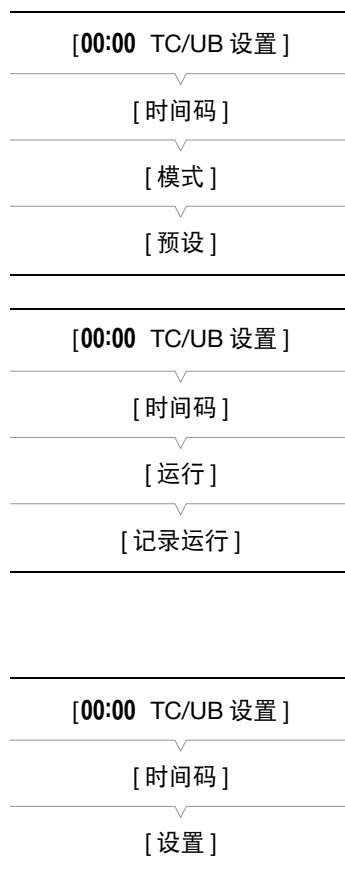 [00:00 TC/UB 设置]
[时间码]
[模式]
[预设]
[00:00 TC/UB 设置]
[时间码]
[运行]
[记录运行]
[00:00 TC/UB 设置]
[时间码]
[设置]